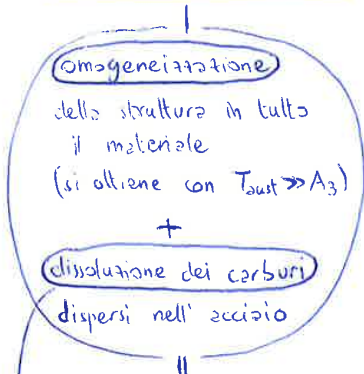 omogeneizzazione
della struttura in tutto
il materiale
(si ottiene con Taust >> A3)
+
dissoluzione dei carburi
dispersi nell' acciaio